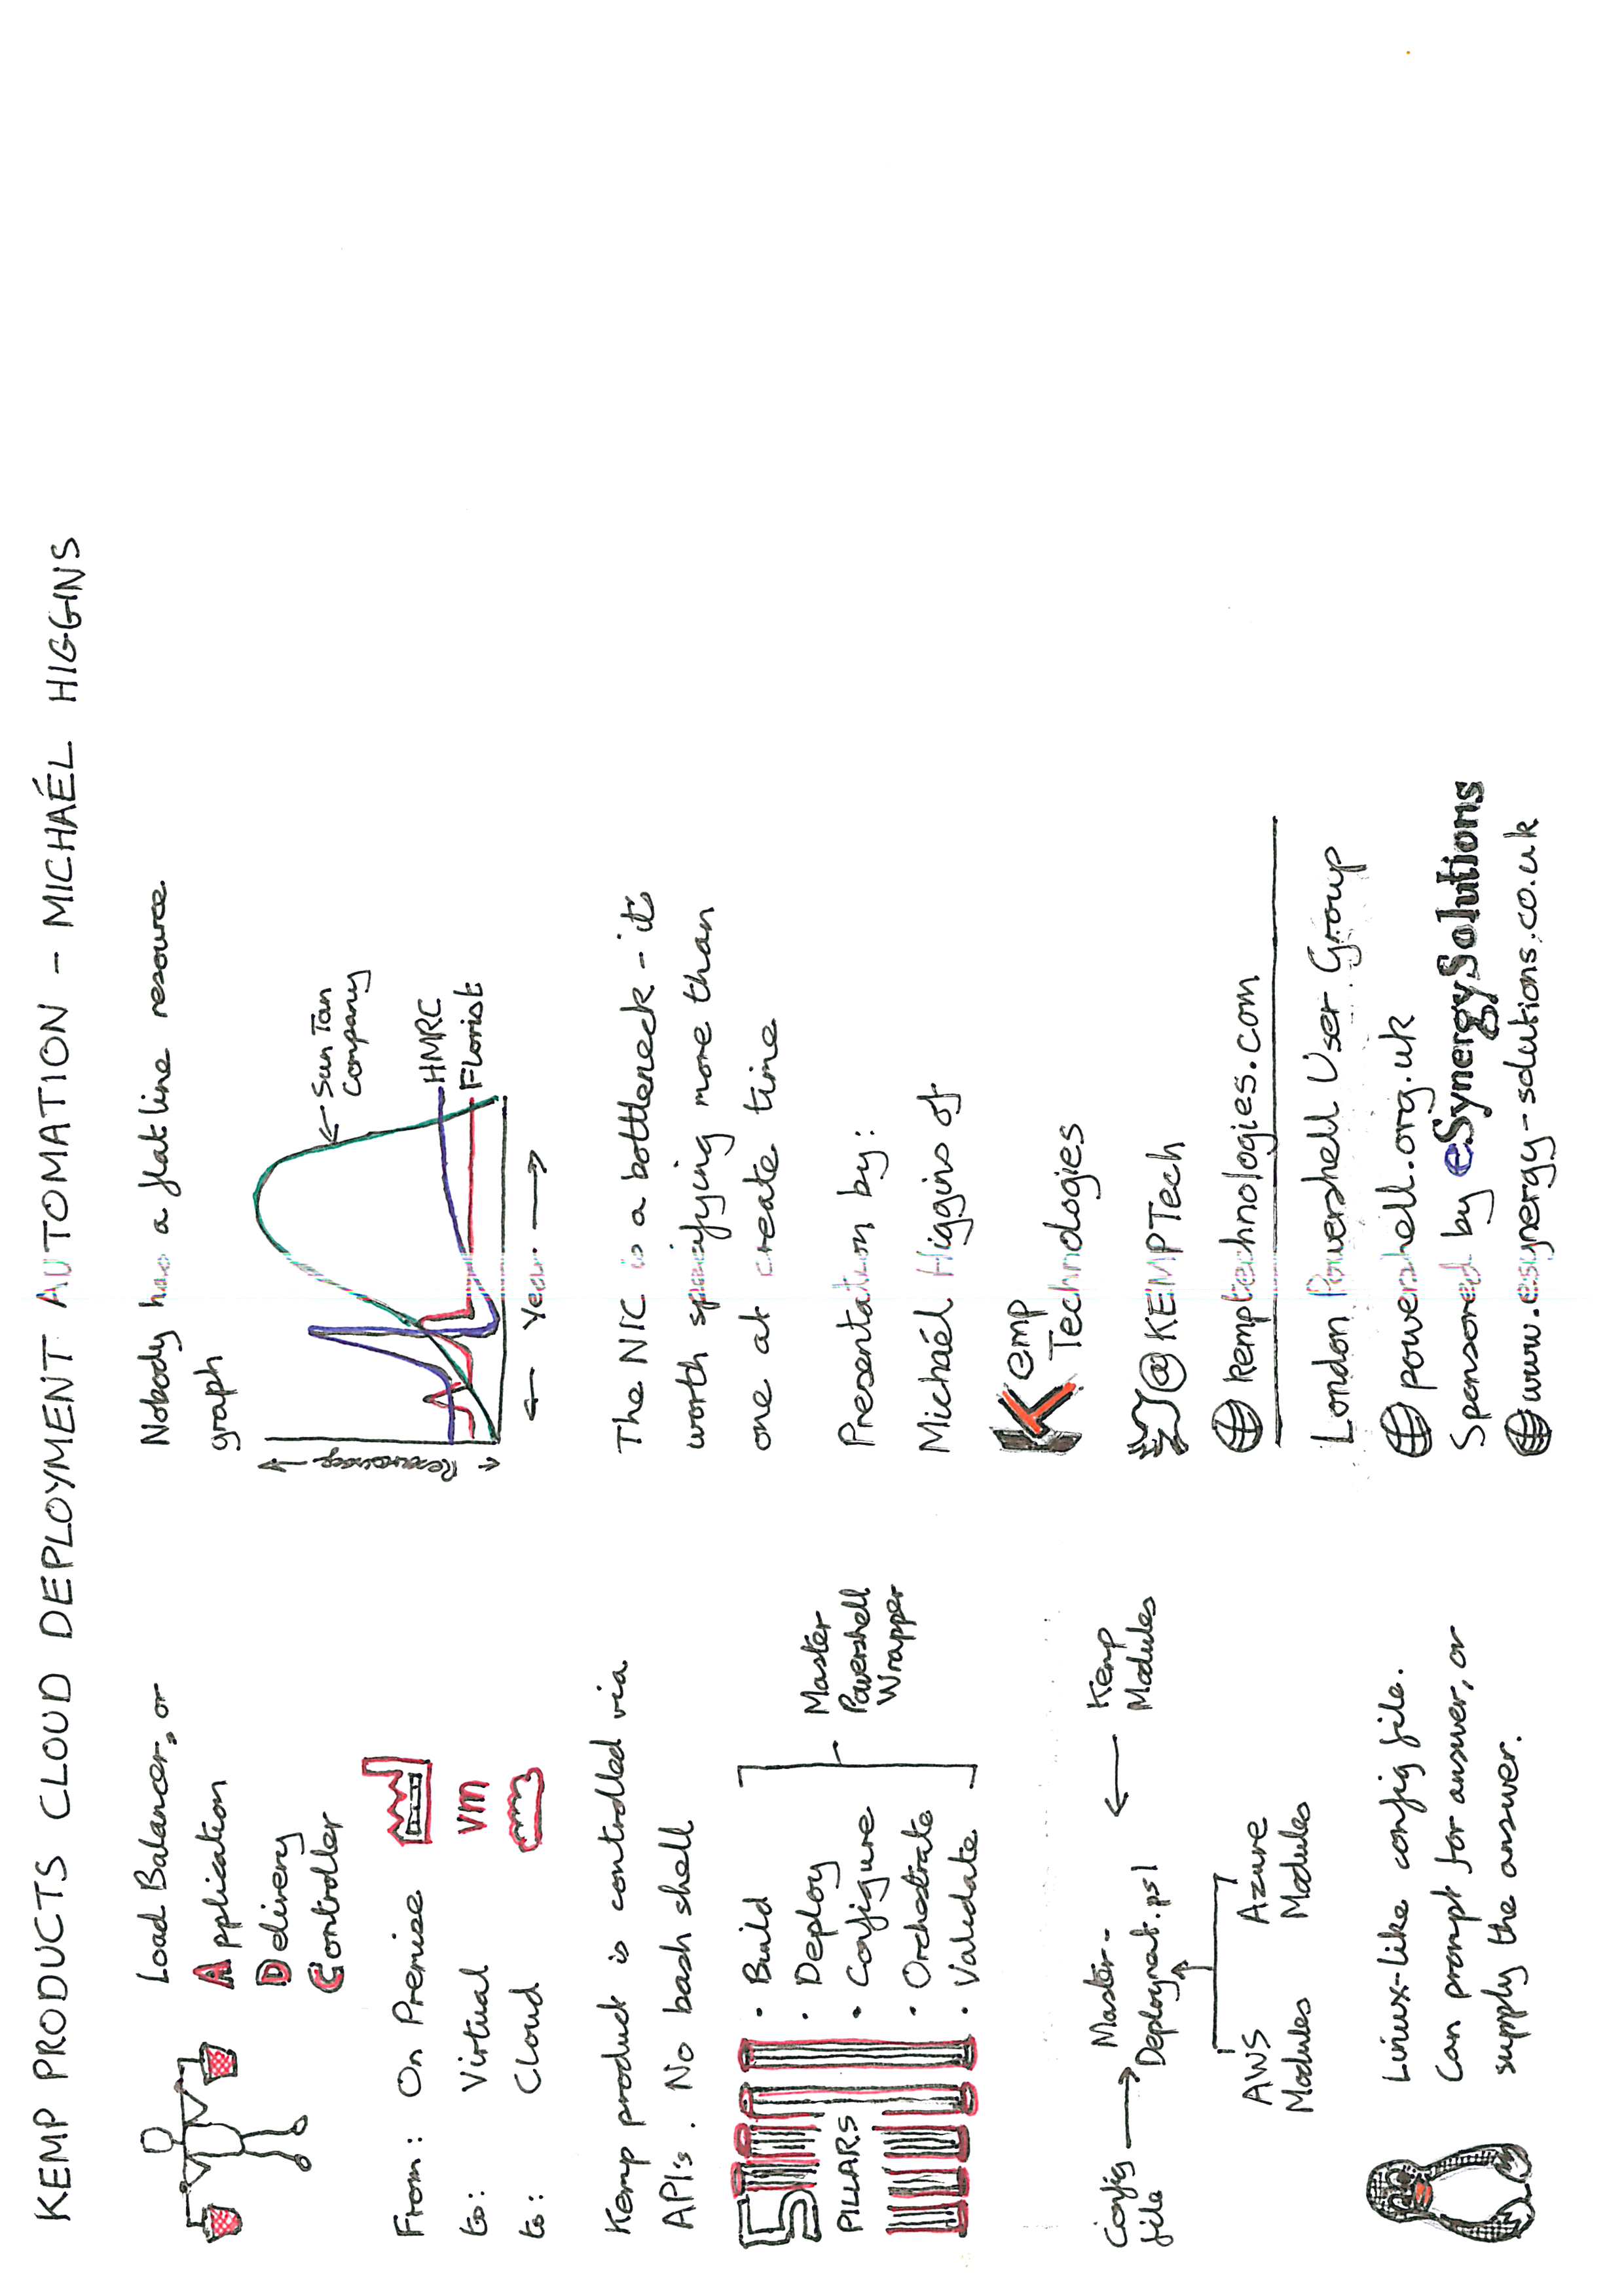 KEMP PRODUCTS CLOUD DEPLOYMENT AUTOMATION - MICHAÉL HIGGINS
Load Balancer, or
Application
Delivery
Controller
From: On Premise
to: Virtual VM
to: Cloud
Kemp product is controlled via
API's. No bash shell
5
PILLARS
· Build
· Deploy
· Configure
· Orchestrate
· Validate
Master
Powershell
Wrapper
Config
file
Master-
Deployment.ps1
Kemp
Modules
AWS
Modules
Azure
Modules
Linux-like config file.
Can prompt for answer, or
supply the answer.
Nobody has a flat line resource
graph
Sun Tan
Company
HMRC
Florist
Year
The NIC is a bottleneck - it's
worth specifying more than
one at create time
Presentation by:
Michaél Higgins of
Kemp
Technologies
@KEMPTech
kemptechnologies.com
London Powershell User Group
powershell.org.uk
Sponsored by eSynergySolutions
www.esynergy-solutions.co.uk